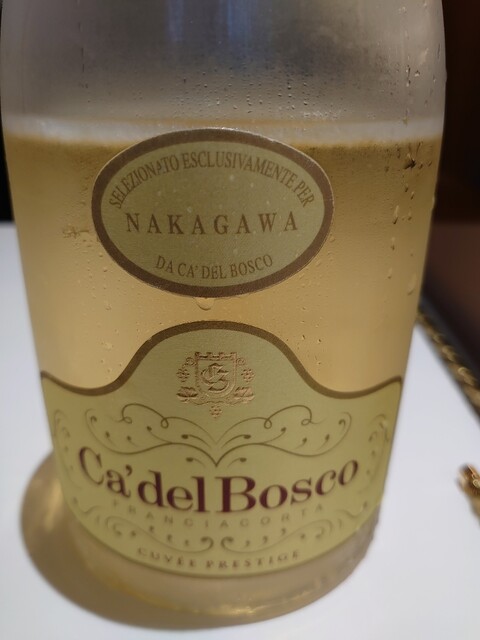 SELEZIONATO ESCLUSIVAMENTE PER
NAKAGAWA
DA CA' DEL BOSCO
Ca'del Bosco
FRANCIACORTA
CUVÉE PRESTIGE